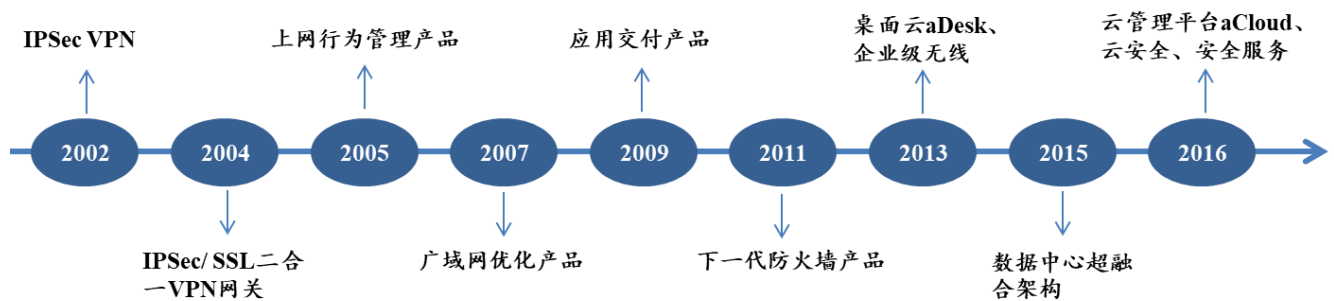 IPSec VPN
上网行为管理产品
应用交付产品
桌面云aDesk、
企业级无线
云管理平台aCloud、
云安全、安全服务
2002
2004
2005
2007
2009
2011
2013
2015
2016
IPSec/ SSL二合
一VPN网关
广域网优化产品
下一代防火墙产品
数据中心超融
合架构